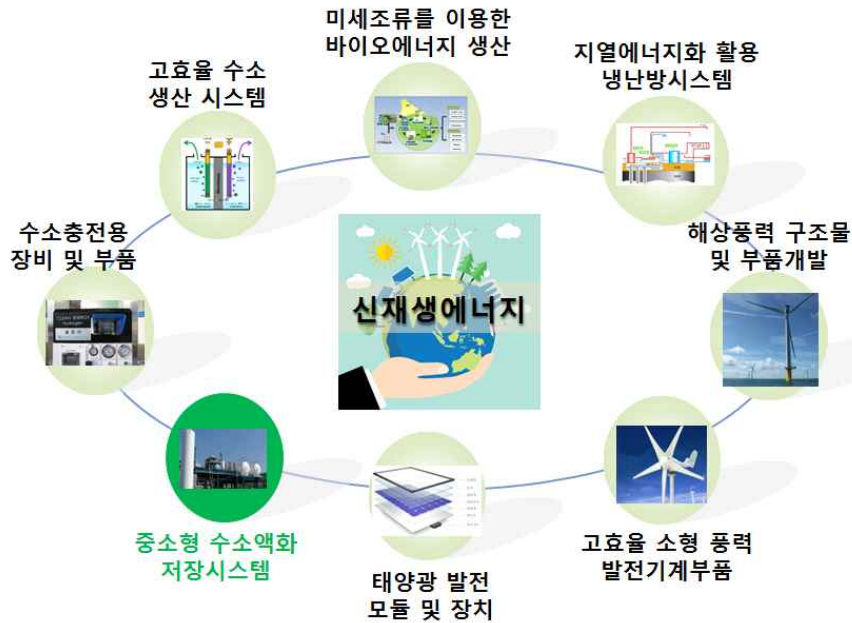 미세조류를 이용한
바이오에너지 생산
지열에너지화 활용
냉난방시스템
고효율 수소
생산 시스템
수소충전용
장비 및 부품
해상풍력 구조물
및 부품개발
신재생에너지
중소형 수소액화
저장시스템
고효율 소형 풍력
발전기계부품
태양광 발전
모듈 및 장치